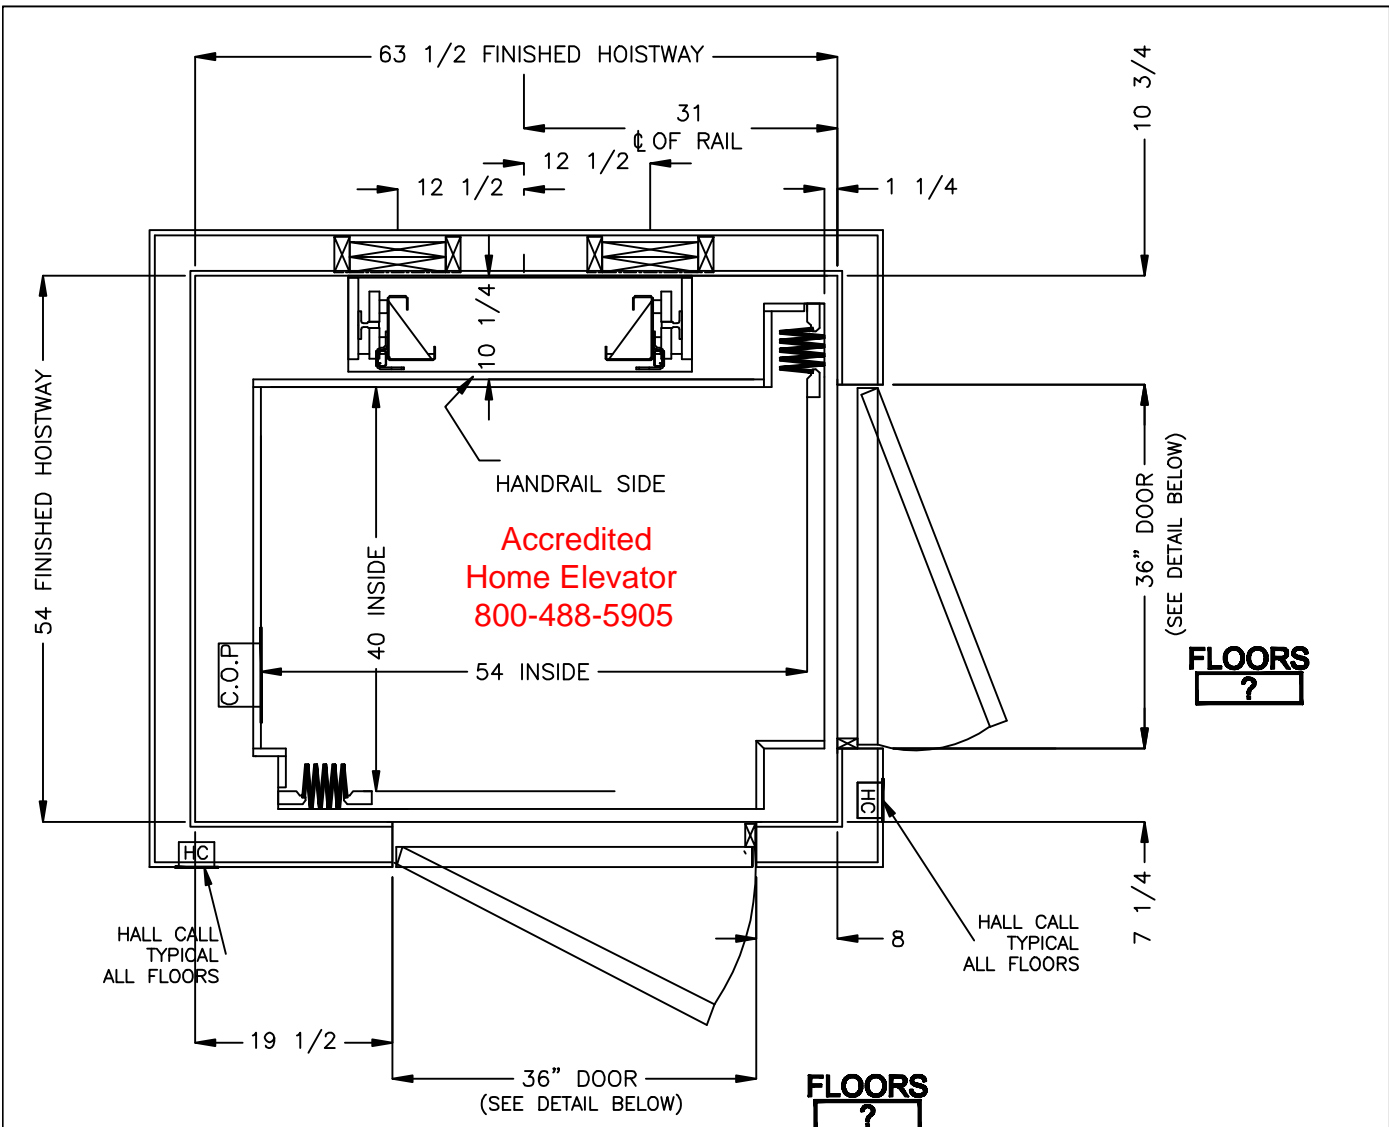 63 1/2 FINISHED HOISTWAY
10 3/4
31
℄ OF RAIL
12 1/2
12 1/2
1 1/4
10 1/4
54 FINISHED HOISTWAY
HANDRAIL SIDE
Accredited
Home Elevator
800-488-5905
40 INSIDE
54 INSIDE
C.O.P
36" DOOR
(SEE DETAIL BELOW)
FLOORS
?
HC
HC
HALL CALL
TYPICAL
ALL FLOORS
8
HALL CALL
TYPICAL
ALL FLOORS
7 1/4
19 1/2
36" DOOR
(SEE DETAIL BELOW)
FLOORS
?